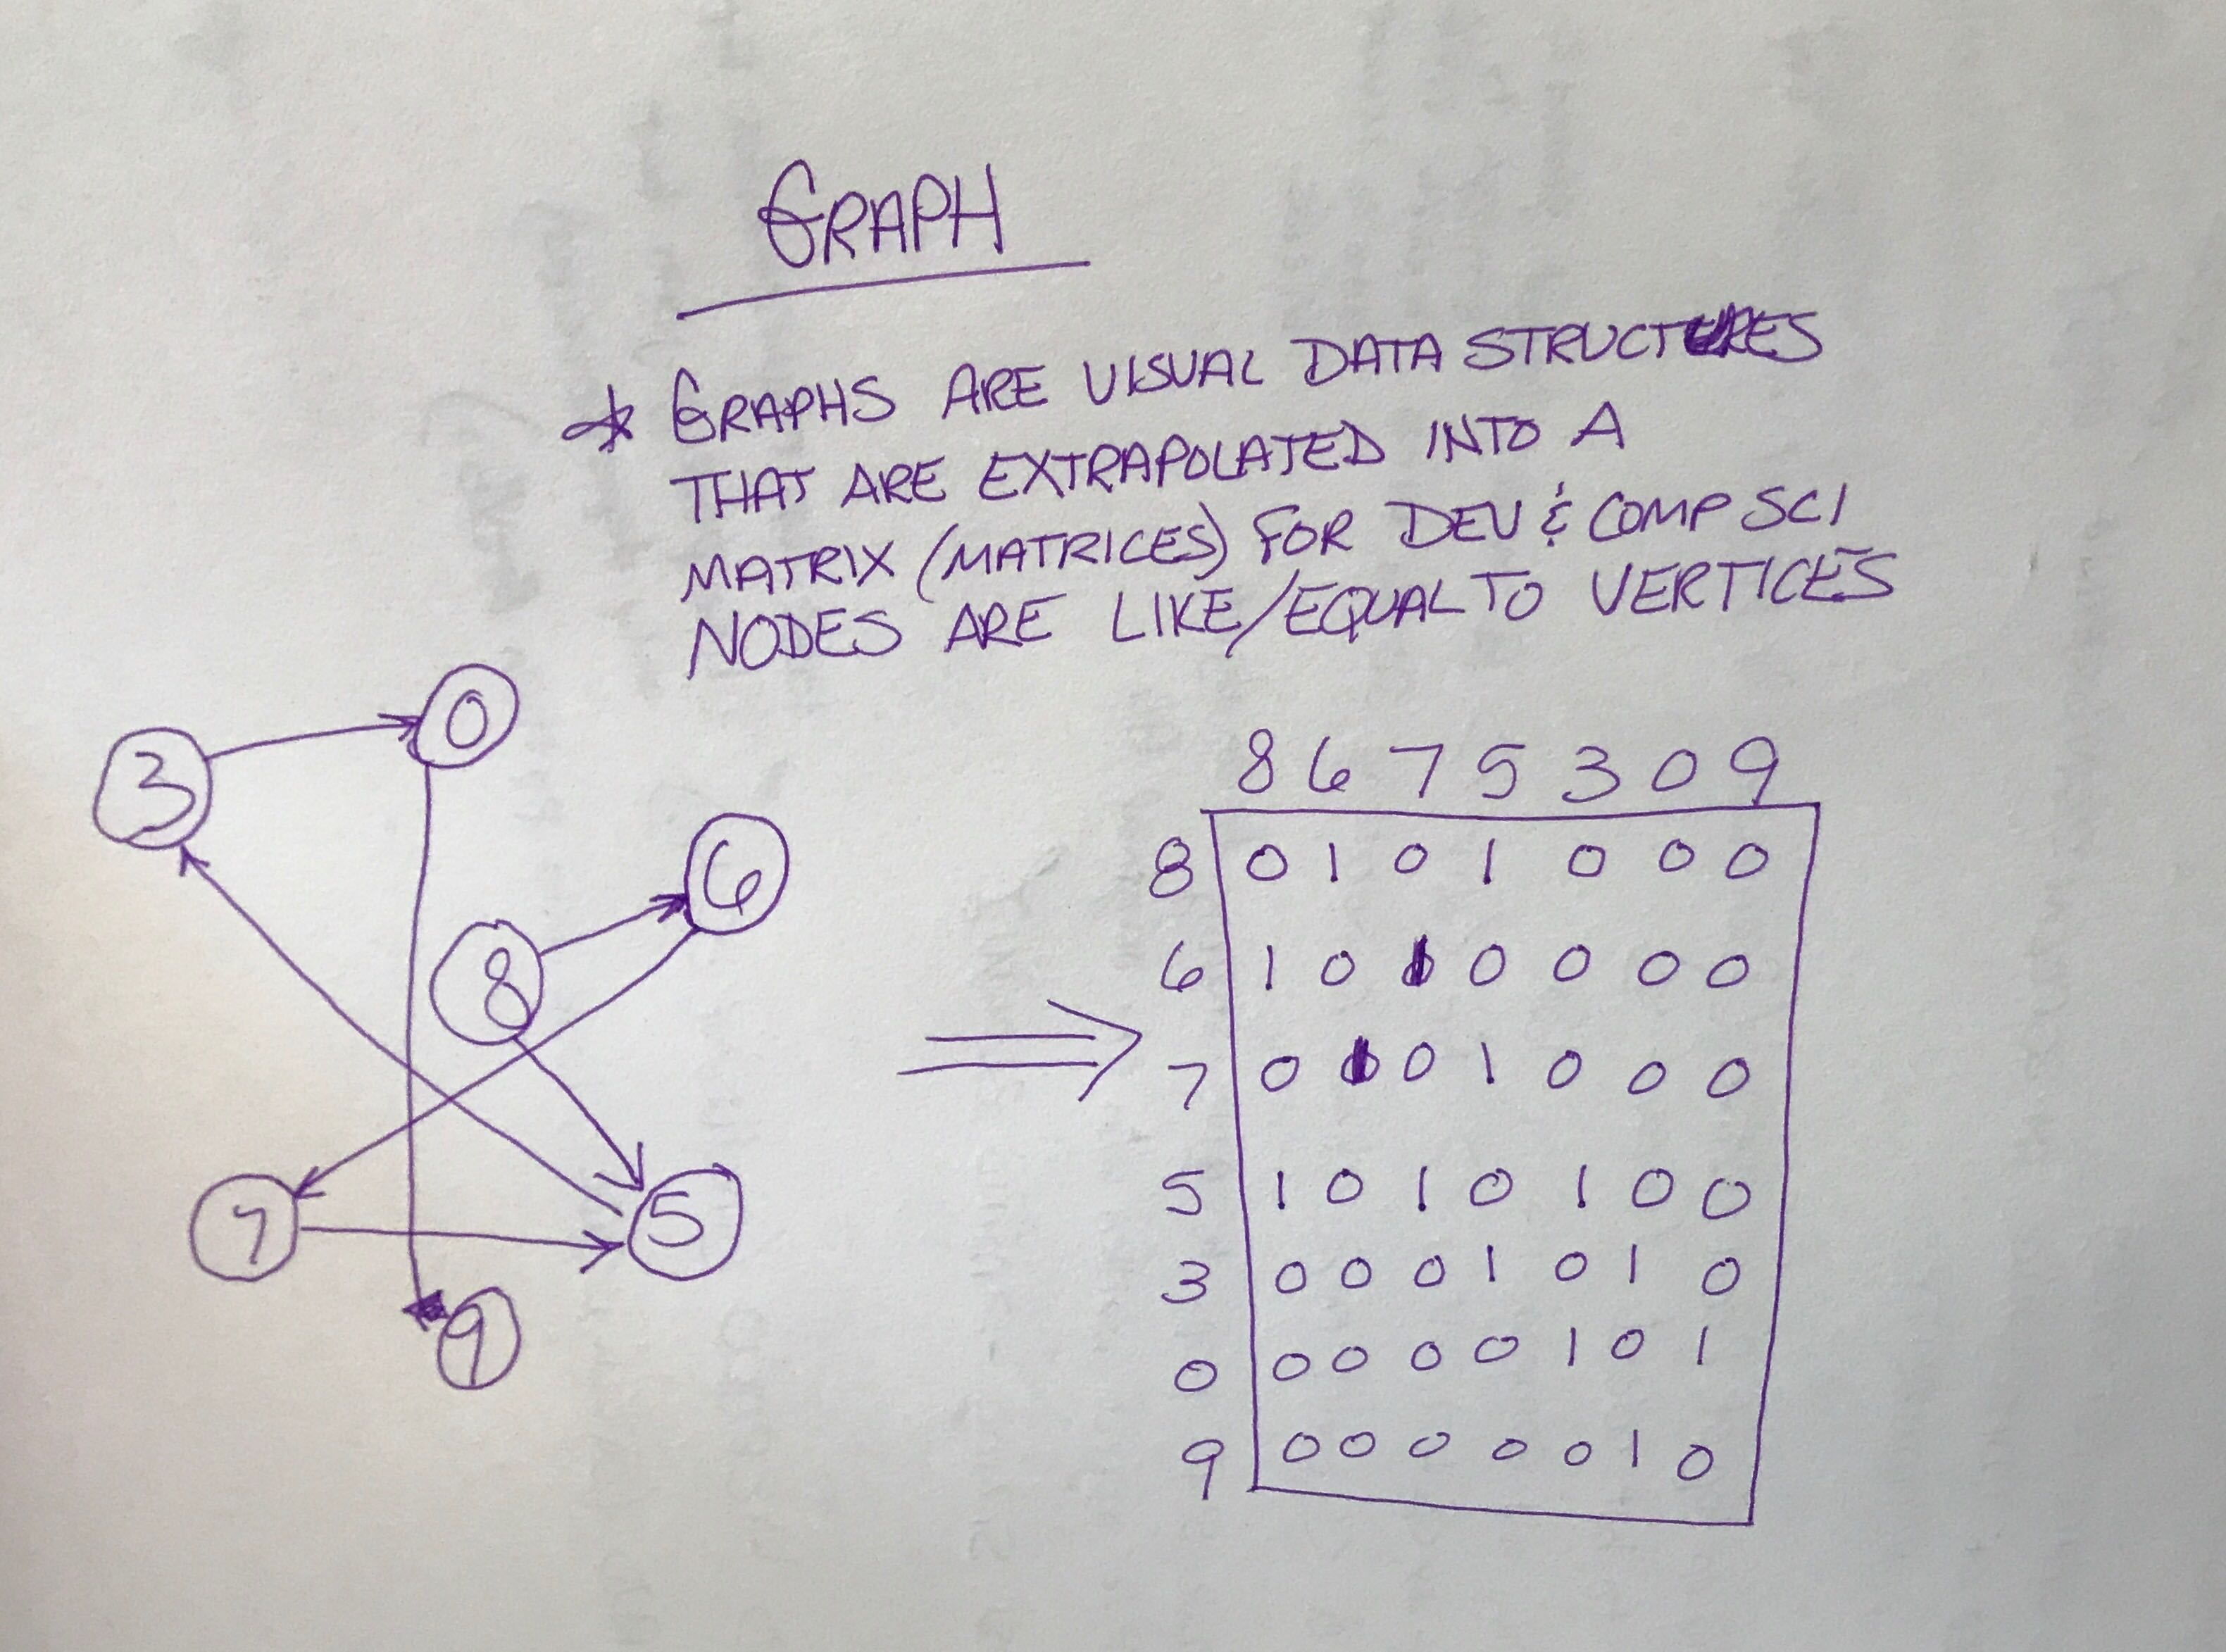 GRAPH
* GRAPHS ARE VISUAL DATA STRUCTURES
THAT ARE EXTRAPOLATED INTO A
MATRIX (MATRICES) FOR DEV & COMP SCI
NODES ARE LIKE/EQUAL TO VERTICES
3
0
6
8
7
5
9
8 6 7 5 3 0 9
8 0 1 0 1 0 0 0
6 1 0 1 0 0 0 0
7 0 1 0 1 0 0 0
5 1 0 1 0 1 0 0
3 0 0 0 1 0 1 0
0 0 0 0 0 1 0 1
9 0 0 0 0 0 1 0